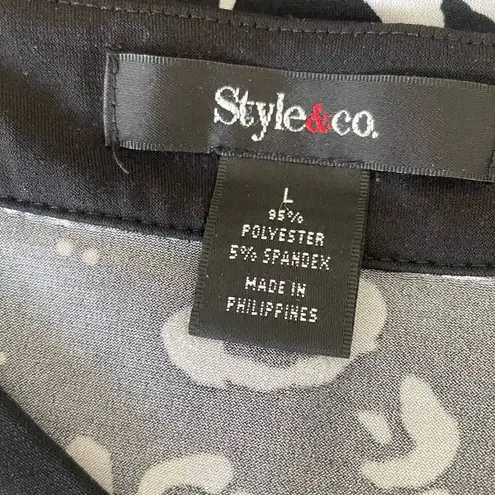 Style&co.
L
95%
POLYESTER
5% SPANDEX
MADE IN
PHILIPPINES